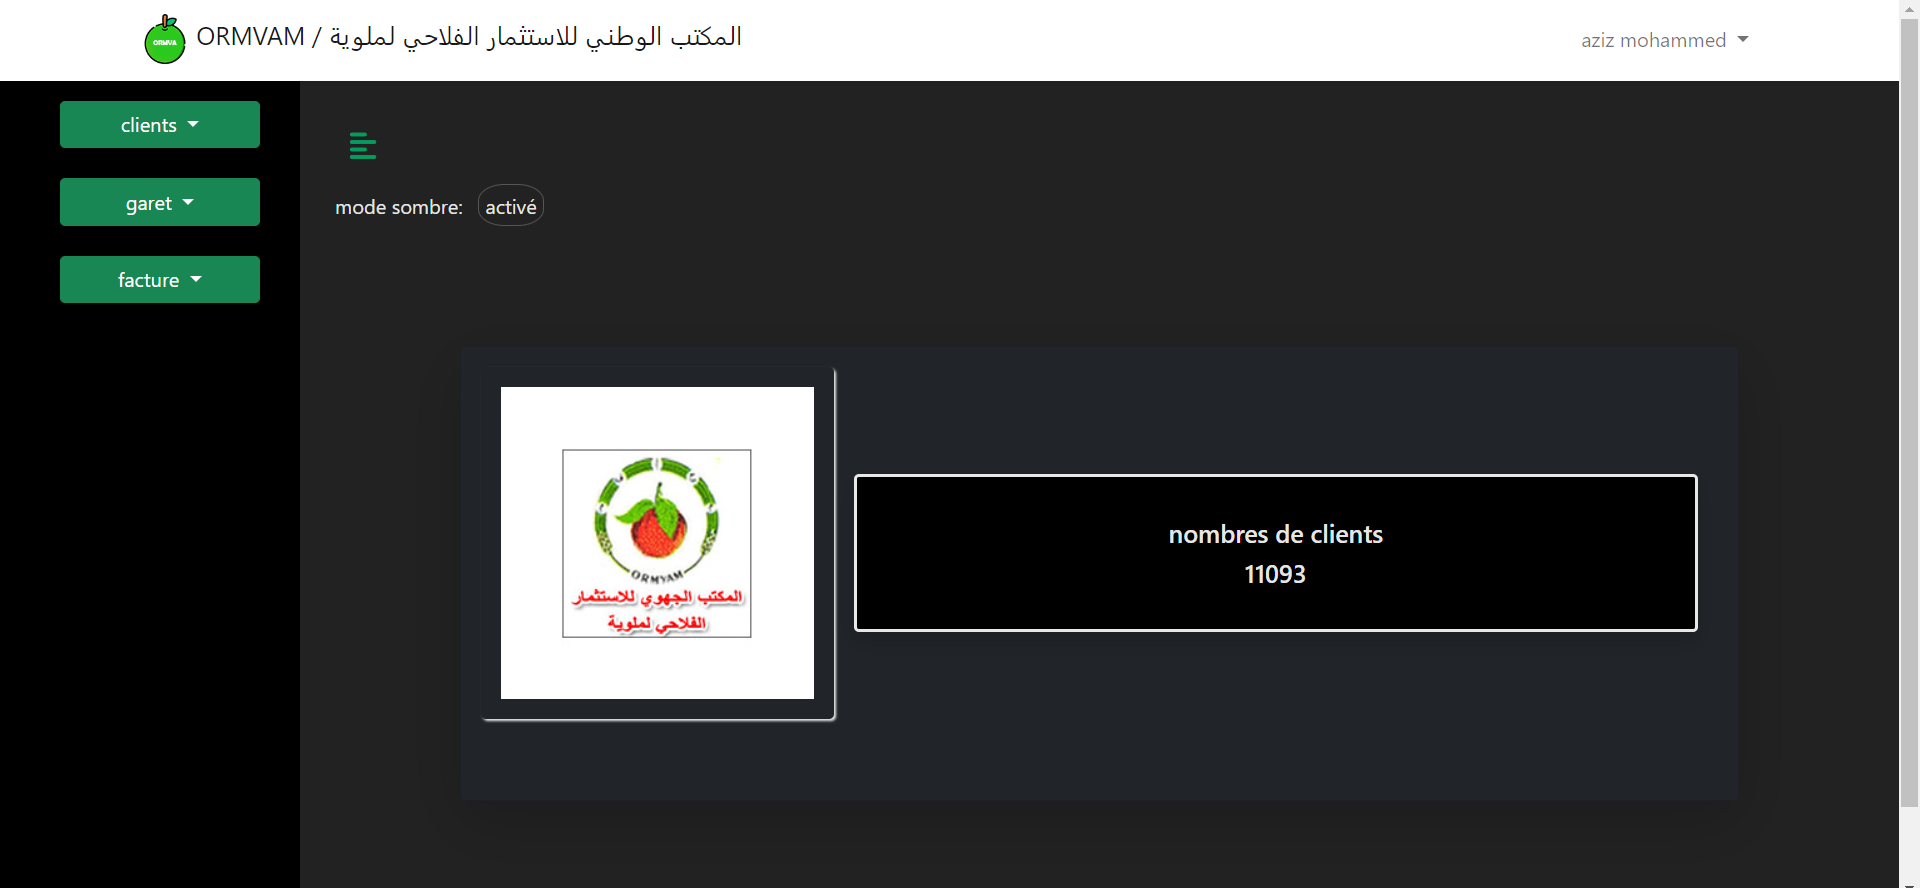 ORMVA
ORMVAM / المكتب الوطني للاستثمار الفلاحي لملوية
aziz mohammed
clients
garet
facture
mode sombre: activé
ORMVAM
المكتب الجهوي للاستثمار
الفلاحي لملوية
nombres de clients
11093